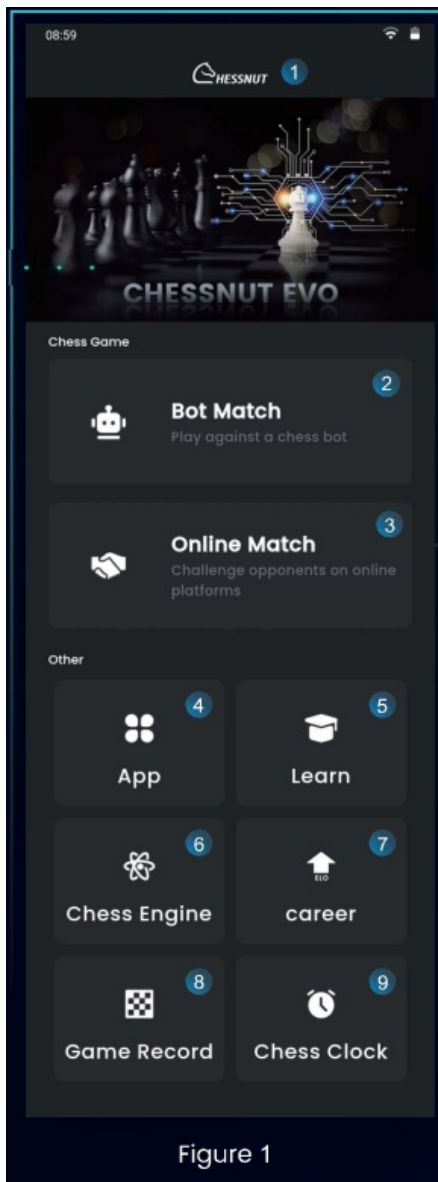 08:59
CHESSNUT 1
CHESSNUT EVO
Chess Game
2
Bot Match
Play against a chess bot
3
Online Match
Challenge opponents on online
platforms
Other
4
App
5
Learn
6
Chess Engine
7
ELO
career
8
Game Record
9
Chess Clock
Figure 1